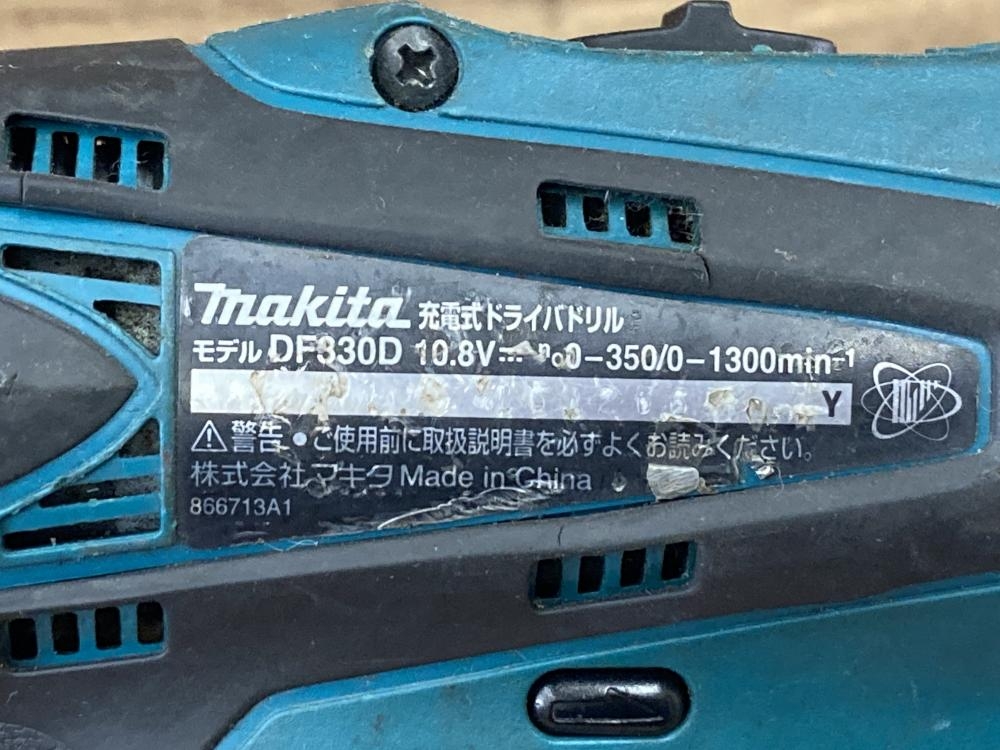 makita 充電式ドライバドリル
モデル DF330D 10.8V⎓ n₀0-350/0-1300min⁻¹
Y
⚠警告 ●ご使用前に取扱説明書を必ずよくお読みください。
株式会社 マキタ Made in China
866713A1